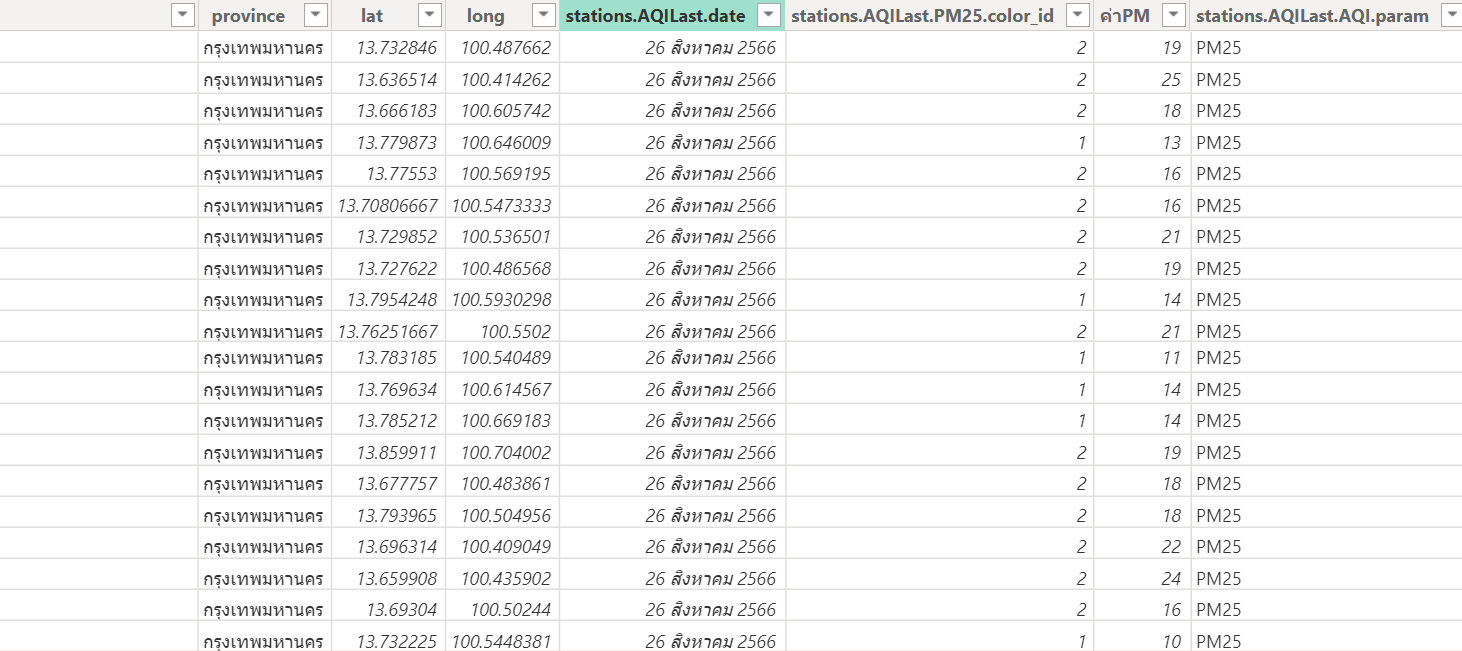 province lat long stations.AQILast.date stations.AQILast.PM25.color_id ค่าPM stations.AQILast.AQI.param
กรุงเทพมหานคร 13.732846 100.487662 26 สิงหาคม 2566 2 19 PM25
กรุงเทพมหานคร 13.636514 100.414262 26 สิงหาคม 2566 2 25 PM25
กรุงเทพมหานคร 13.666183 100.605742 26 สิงหาคม 2566 2 18 PM25
กรุงเทพมหานคร 13.779873 100.646009 26 สิงหาคม 2566 1 13 PM25
กรุงเทพมหานคร 13.77553 100.569195 26 สิงหาคม 2566 2 16 PM25
กรุงเทพมหานคร 13.70806667 100.5473333 26 สิงหาคม 2566 2 16 PM25
กรุงเทพมหานคร 13.729852 100.536501 26 สิงหาคม 2566 2 21 PM25
กรุงเทพมหานคร 13.727622 100.486568 26 สิงหาคม 2566 2 19 PM25
กรุงเทพมหานคร 13.7954248 100.5930298 26 สิงหาคม 2566 1 14 PM25
กรุงเทพมหานคร 13.76251667 100.5502 26 สิงหาคม 2566 2 21 PM25
กรุงเทพมหานคร 13.783185 100.540489 26 สิงหาคม 2566 1 11 PM25
กรุงเทพมหานคร 13.769634 100.614567 26 สิงหาคม 2566 1 14 PM25
กรุงเทพมหานคร 13.785212 100.669183 26 สิงหาคม 2566 1 14 PM25
กรุงเทพมหานคร 13.859911 100.704002 26 สิงหาคม 2566 2 19 PM25
กรุงเทพมหานคร 13.677757 100.483861 26 สิงหาคม 2566 2 18 PM25
กรุงเทพมหานคร 13.793965 100.504956 26 สิงหาคม 2566 2 18 PM25
กรุงเทพมหานคร 13.696314 100.409049 26 สิงหาคม 2566 2 22 PM25
กรุงเทพมหานคร 13.659908 100.435902 26 สิงหาคม 2566 2 24 PM25
กรุงเทพมหานคร 13.69304 100.50244 26 สิงหาคม 2566 2 16 PM25
กรุงเทพมหานคร 13.732225 100.5448381 26 สิงหาคม 2566 1 10 PM25